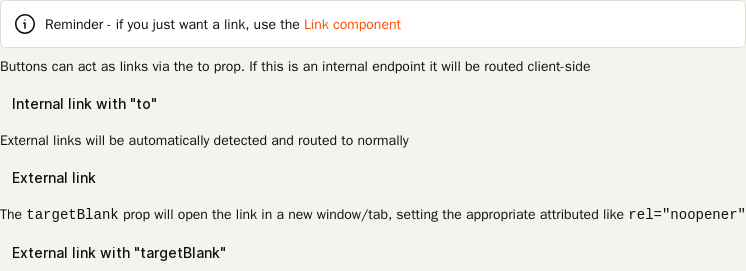 Reminder - if you just want a link, use the Link component
Buttons can act as links via the to prop. If this is an internal endpoint it will be routed client-side
Internal link with "to"
External links will be automatically detected and routed to normally
External link
The targetBlank prop will open the link in a new window/tab, setting the appropriate attributed like rel="noopener"
External link with "targetBlank"